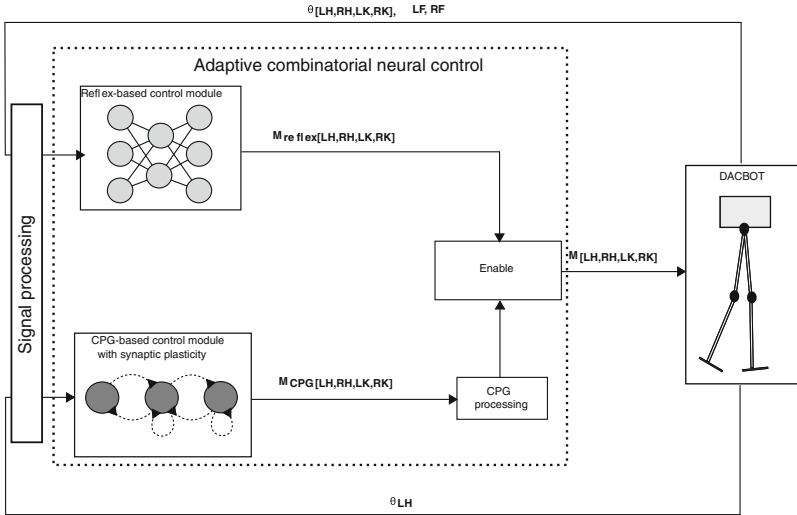 θ[LH,RH,LK,RK], LF, RF
Adaptive combinatorial neural control
Reflex-based control module
Mreflex[LH,RH,LK,RK]
DACBOT
Signal processing
Enable
M[LH,RH,LK,RK]
CPG-based control module
with synaptic plasticity
MCPG[LH,RH,LK,RK]
CPG
processing
θLH